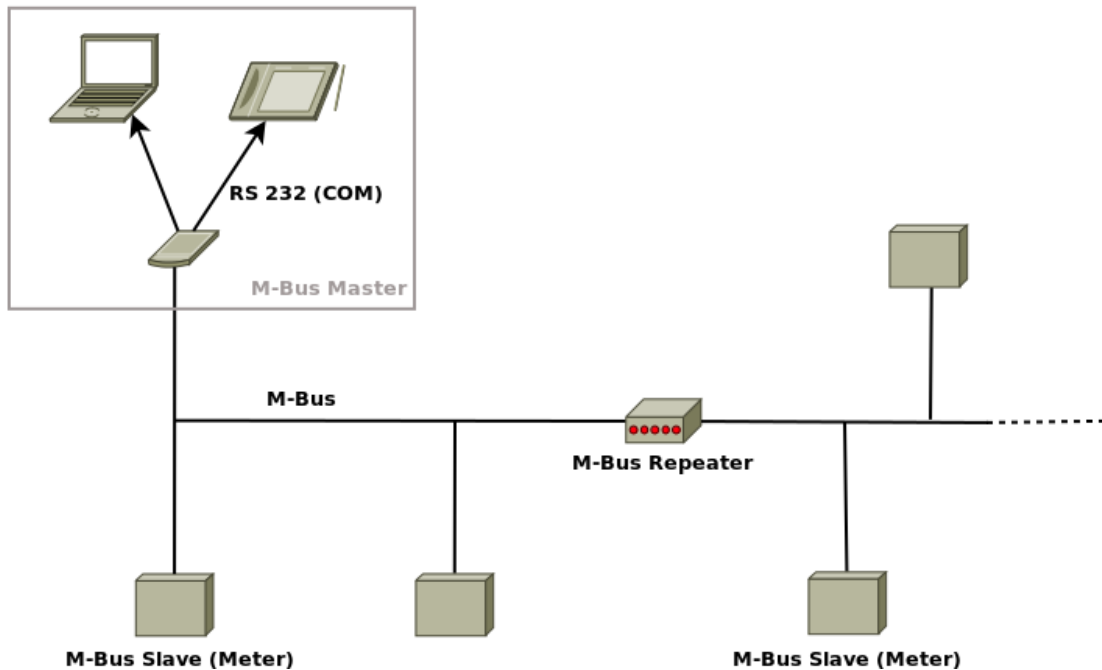 RS 232 (COM)
M-Bus Master
M-Bus
M-Bus Repeater
M-Bus Slave (Meter)
M-Bus Slave (Meter)